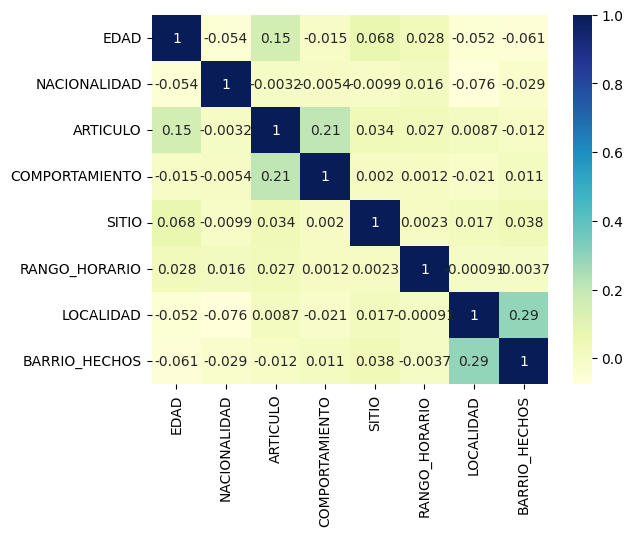 EDAD 1 -0.054 0.15 -0.015 0.068 0.028 -0.052 -0.061
NACIONALIDAD -0.054 1 -0.0032 -0.0054 -0.0099 0.016 -0.076 -0.029
ARTICULO 0.15 -0.0032 1 0.21 0.034 0.027 0.0087 -0.012
COMPORTAMIENTO -0.015 -0.0054 0.21 1 0.002 0.0012 -0.021 0.011
SITIO 0.068 -0.0099 0.034 0.002 1 0.0023 0.017 0.038
RANGO_HORARIO 0.028 0.016 0.027 0.0012 0.0023 1 -0.00091 -0.0037
LOCALIDAD -0.052 -0.076 0.0087 -0.021 0.017 -0.00091 1 0.29
BARRIO_HECHOS -0.061 -0.029 -0.012 0.011 0.038 -0.0037 0.29 1
EDAD
NACIONALIDAD
ARTICULO
COMPORTAMIENTO
SITIO
RANGO_HORARIO
LOCALIDAD
BARRIO_HECHOS
1.0
0.8
0.6
0.4
0.2
0.0